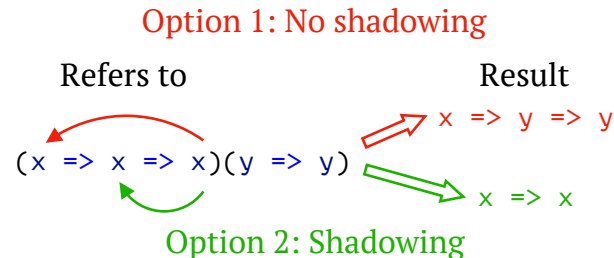 Option 1: No shadowing
Refers to
Result
x => y => y
(x => x => x)(y => y)
x => x
Option 2: Shadowing